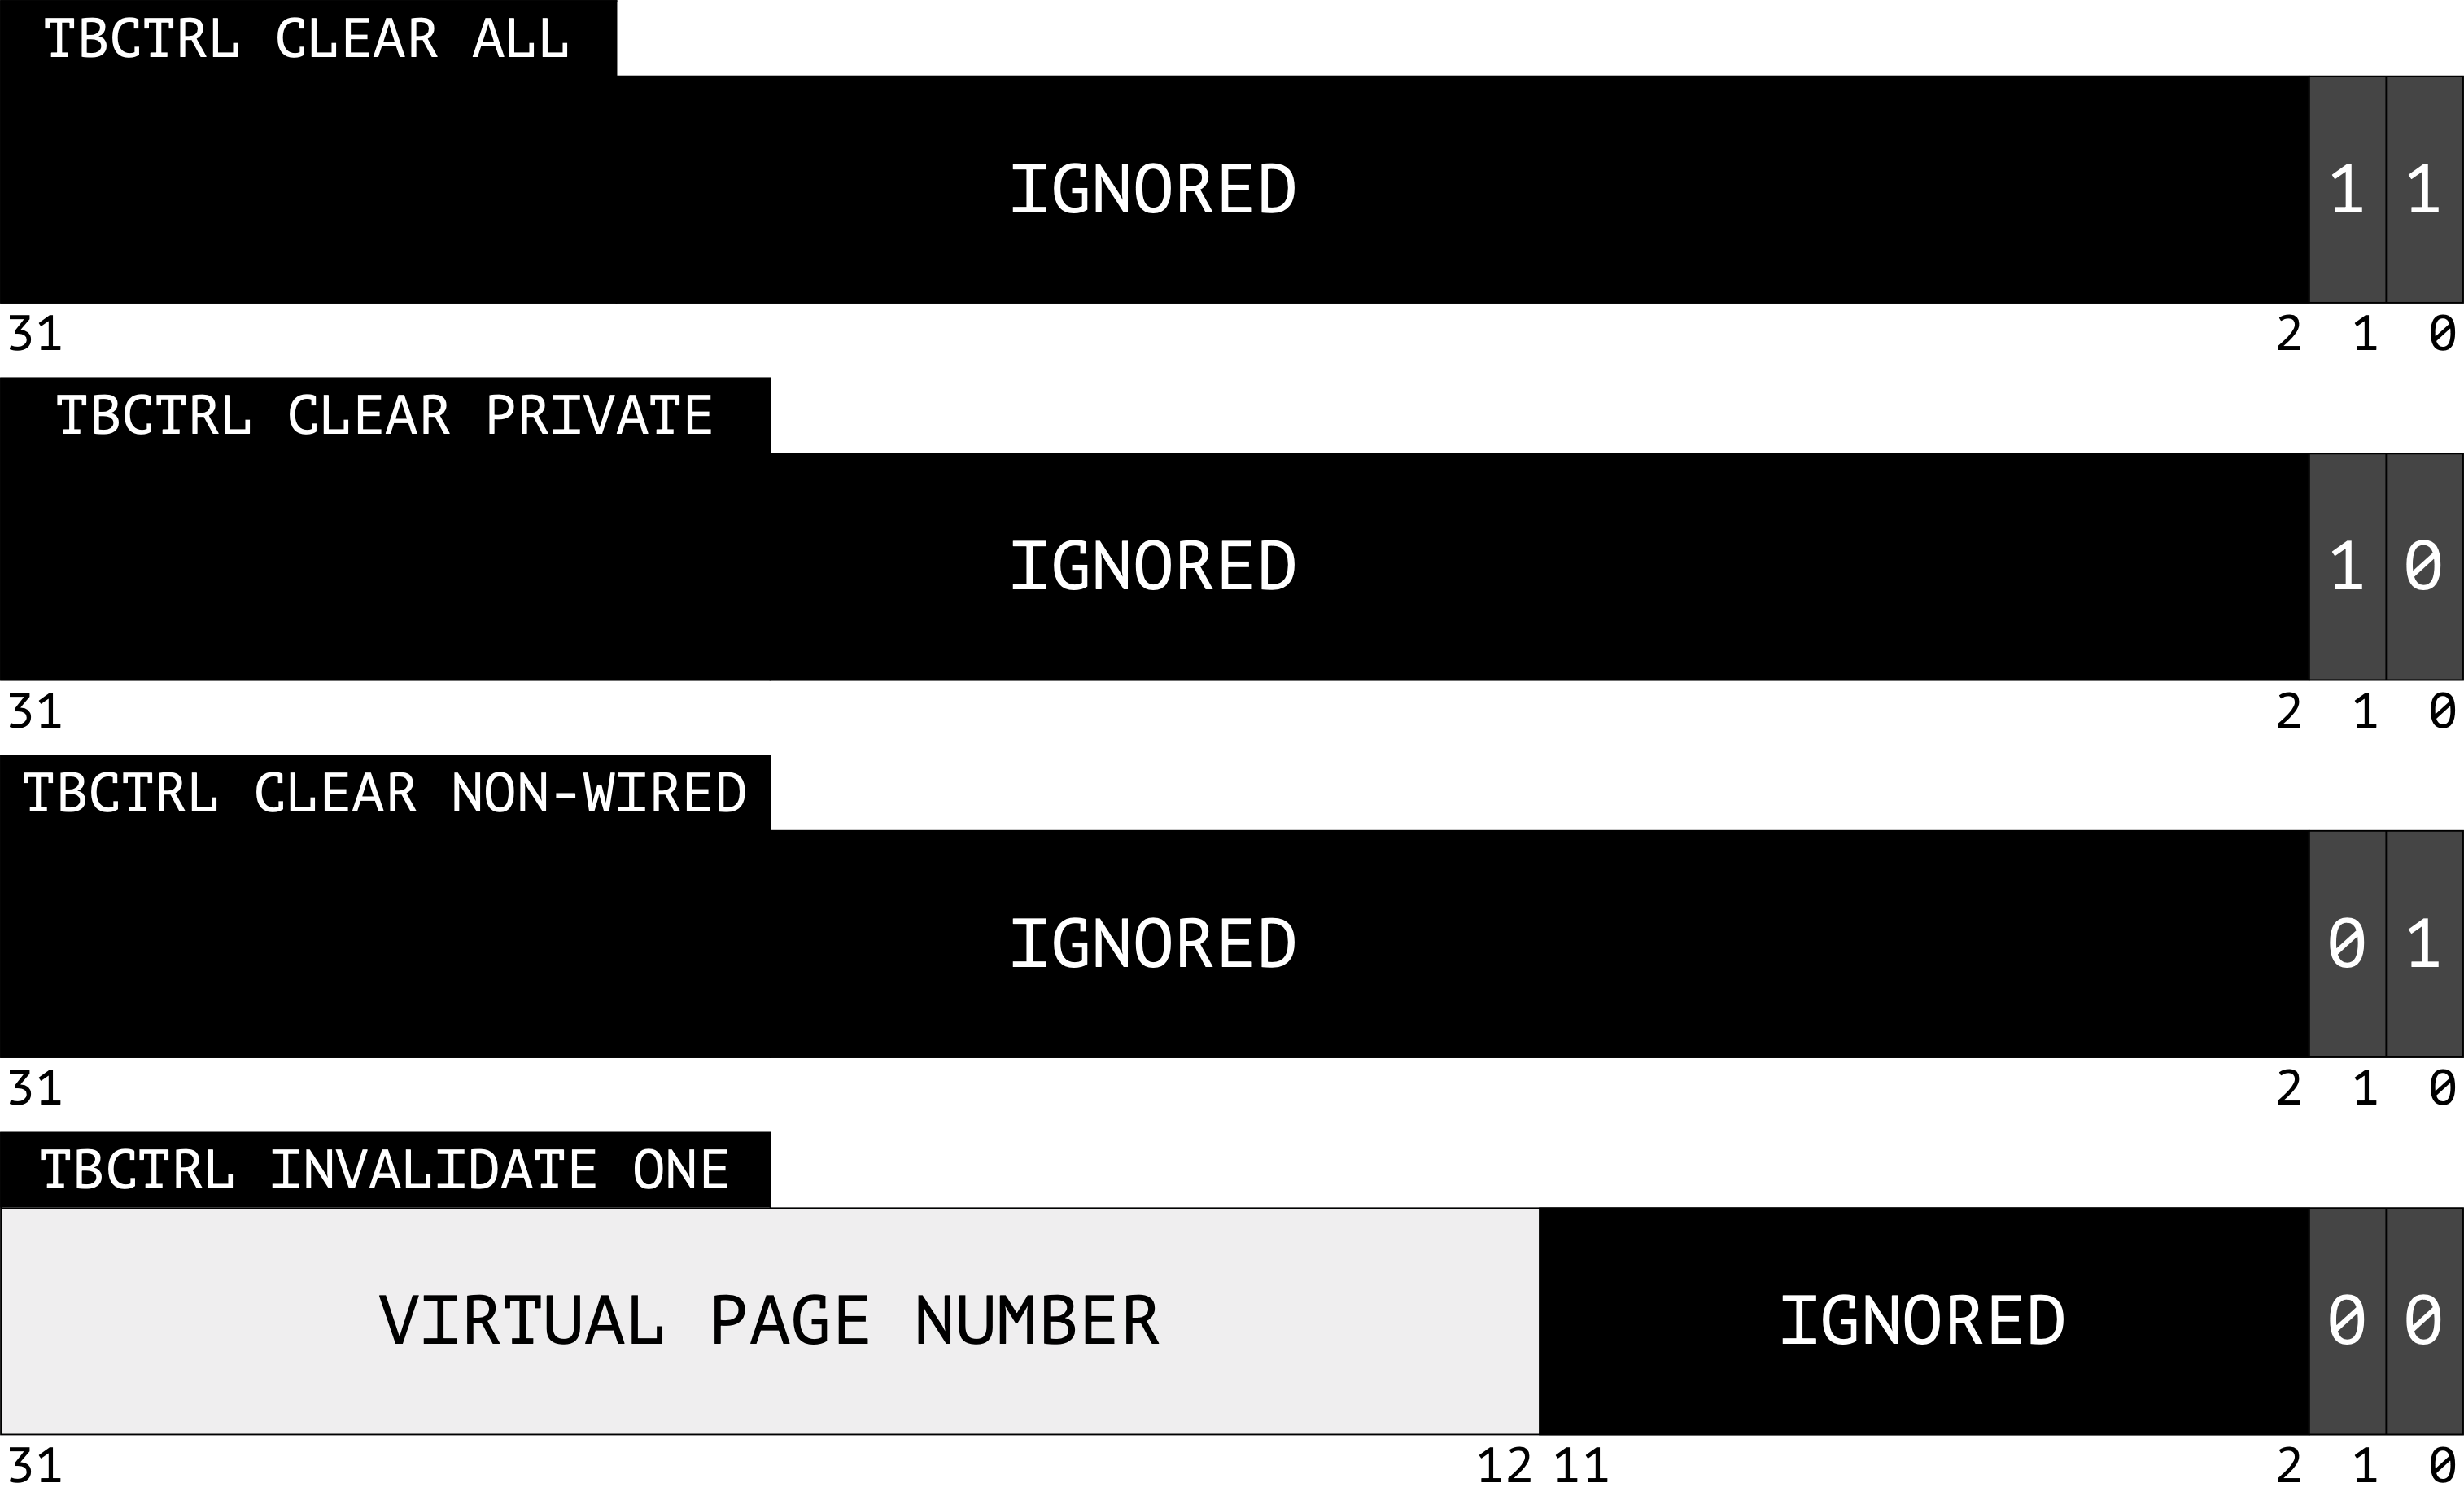 TBCTRL CLEAR ALL
IGNORED 1 1
31 2 1 0
TBCTRL CLEAR PRIVATE
IGNORED 1 0
31 2 1 0
TBCTRL CLEAR NON-WIRED
IGNORED 0 1
31 2 1 0
TBCTRL INVALIDATE ONE
VIRTUAL PAGE NUMBER IGNORED 0 0
31 12 11 2 1 0